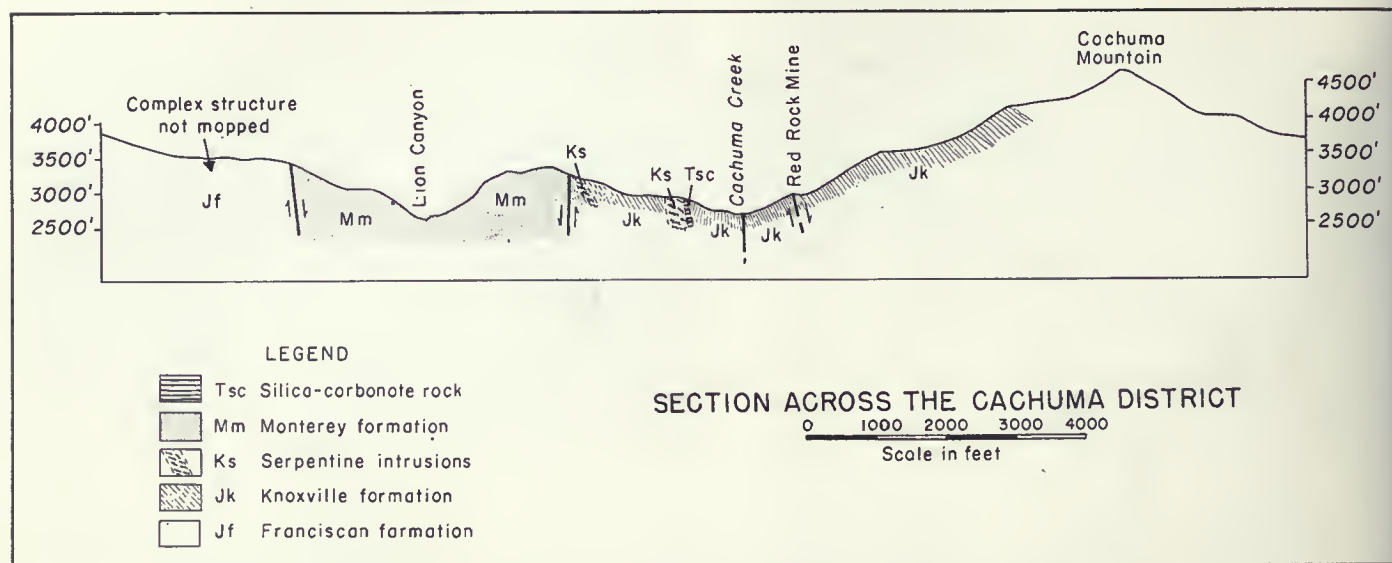 Cachuma
Mountain
Red Rock Mine
Cachuma Creek
Lion Canyon
Complex structure
not mapped
4000'
3500'
3000'
2500'
4500'
4000'
3500'
3000'
2500'
Jf
Mm
Mm
Ks
Jk
Ks Tsc
Jk
Jk
Jk
LEGEND
Tsc Silica-carbonate rock
Mm Monterey formation
Ks Serpentine intrusions
Jk Knoxville formation
Jf Franciscan farmation
SECTION ACROSS THE CACHUMA DISTRICT
0 1000 2000 3000 4000
Scale in feet